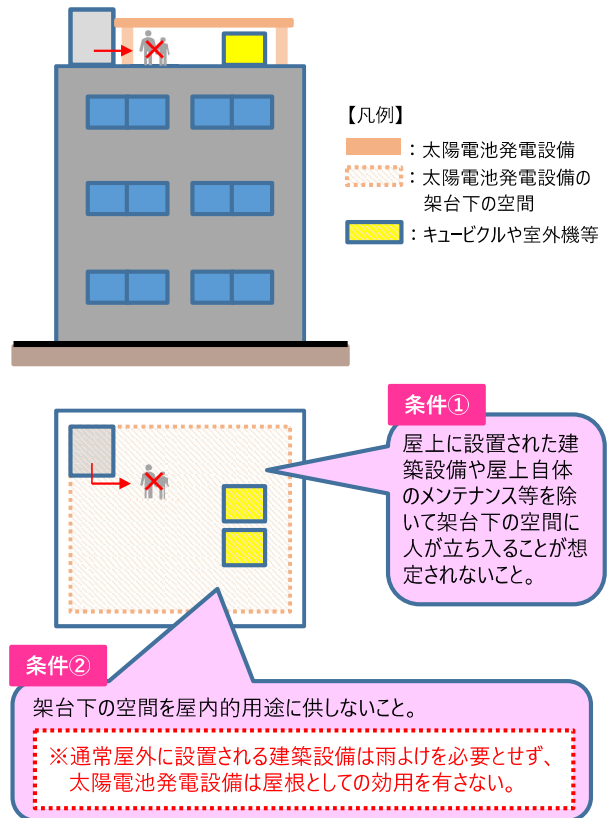 【凡例】
：太陽電池発電設備
：太陽電池発電設備の
架台下の空間
：キュービクルや室外機等
条件①
屋上に設置された建
築設備や屋上自体
のメンテナンス等を除
いて架台下の空間に
人が立ち入ることが想
定されないこと。
条件②
架台下の空間を屋内的用途に供しないこと。
※通常屋外に設置される建築設備は雨よけを必要とせず、
太陽電池発電設備は屋根としての効用を有さない。